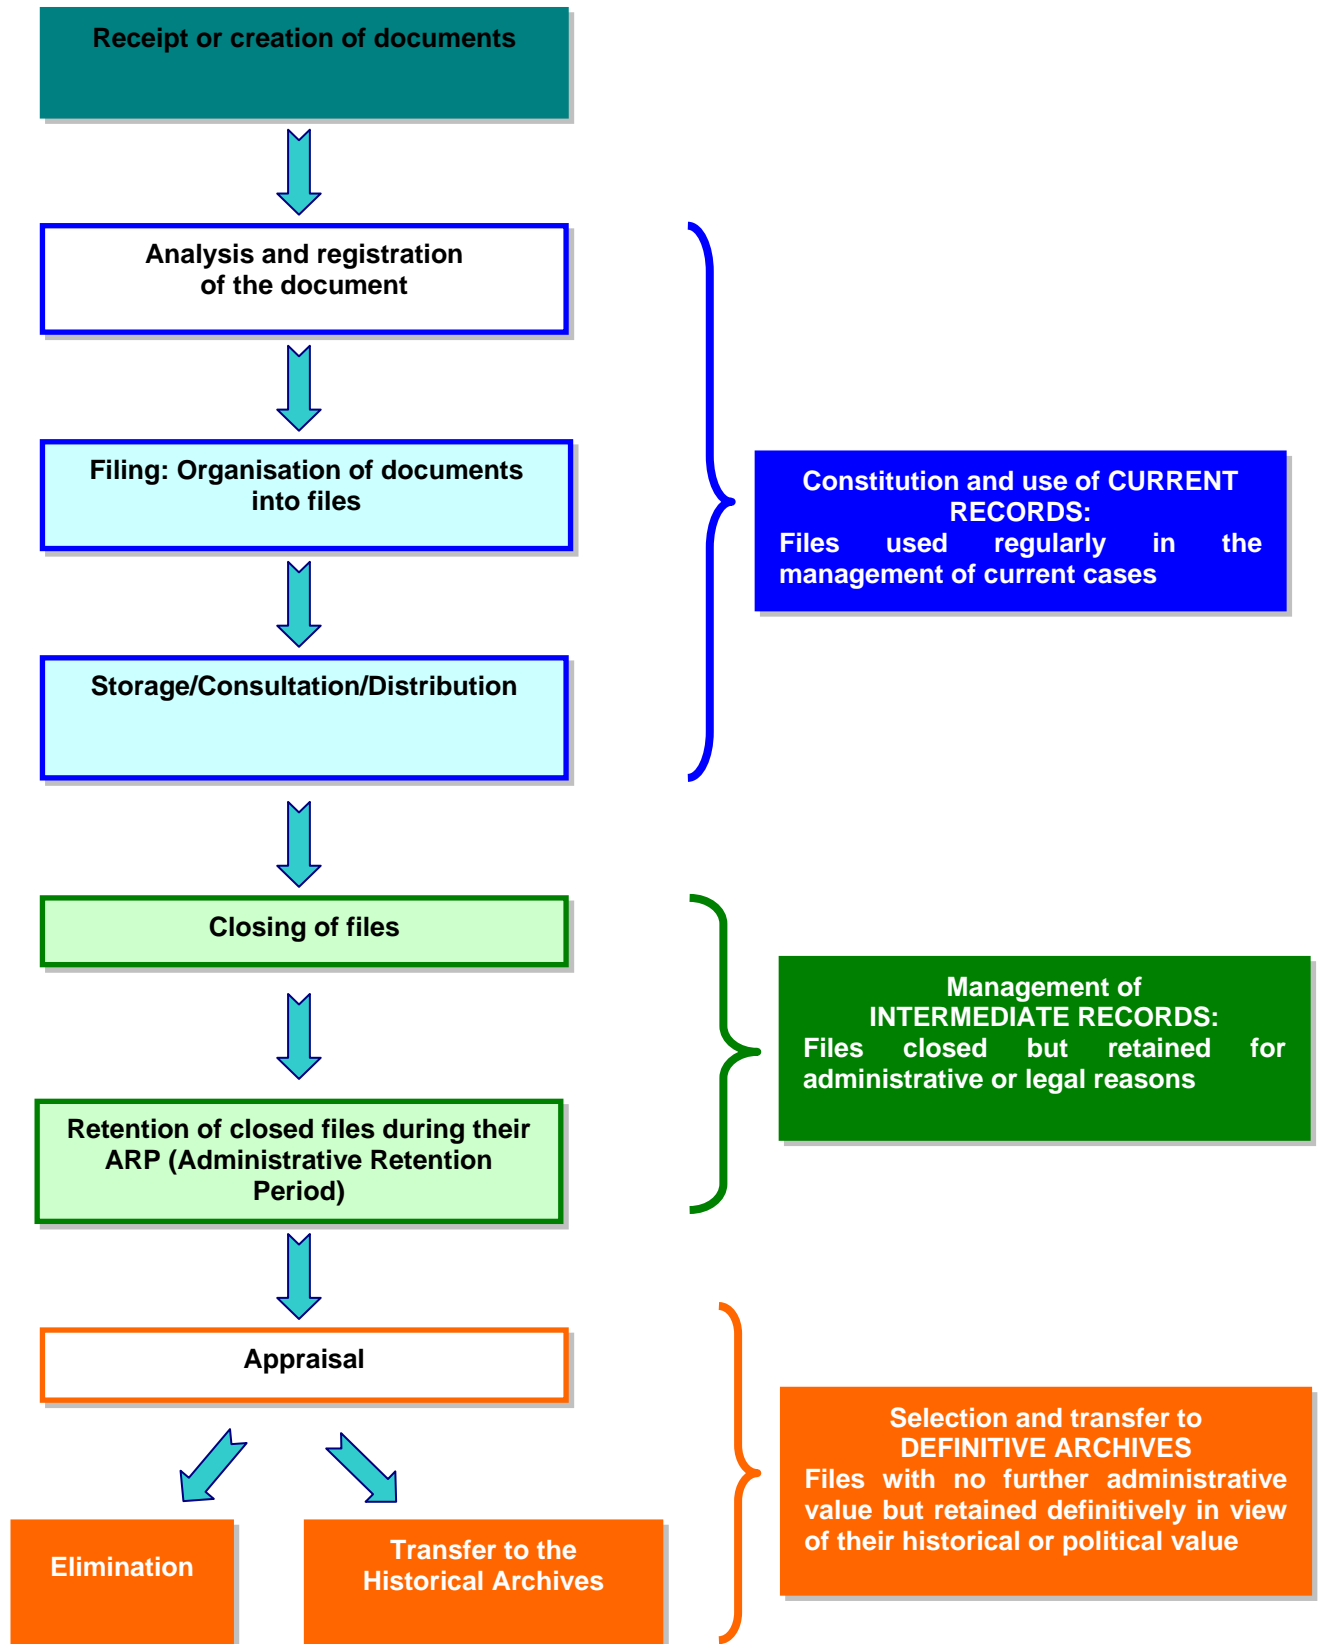 Receipt or creation of documents
Analysis and registration
of the document
Filing: Organisation of documents
into files
Storage/Consultation/Distribution
Constitution and use of CURRENT
RECORDS:
Files used regularly in the
management of current cases
Closing of files
Retention of closed files during their
ARP (Administrative Retention
Period)
Management of
INTERMEDIATE RECORDS:
Files closed but retained for
administrative or legal reasons
Appraisal
Elimination
Transfer to the
Historical Archives
Selection and transfer to
DEFINITIVE ARCHIVES
Files with no further administrative
value but retained definitively in view
of their historical or political value